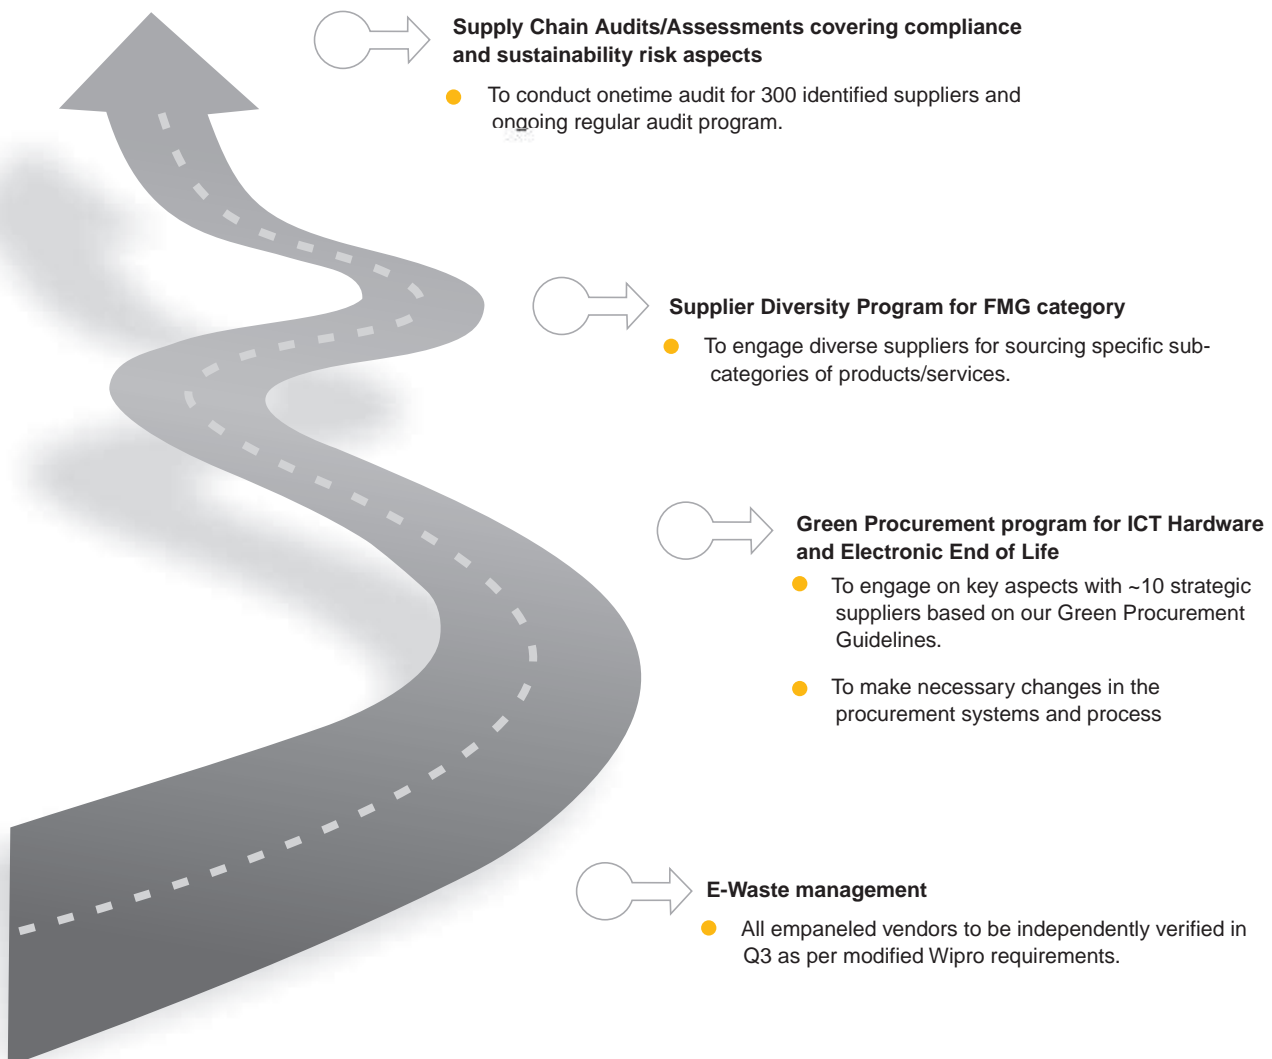 Supply Chain Audits/Assessments covering compliance
and sustainability risk aspects
To conduct onetime audit for 300 identified suppliers and
ongoing regular audit program.
Supplier Diversity Program for FMG category
To engage diverse suppliers for sourcing specific sub-
categories of products/services.
Green Procurement program for ICT Hardware
and Electronic End of Life
To engage on key aspects with ~10 strategic
suppliers based on our Green Procurement
Guidelines.
To make necessary changes in the
procurement systems and process
E-Waste management
All empaneled vendors to be independently verified in
Q3 as per modified Wipro requirements.